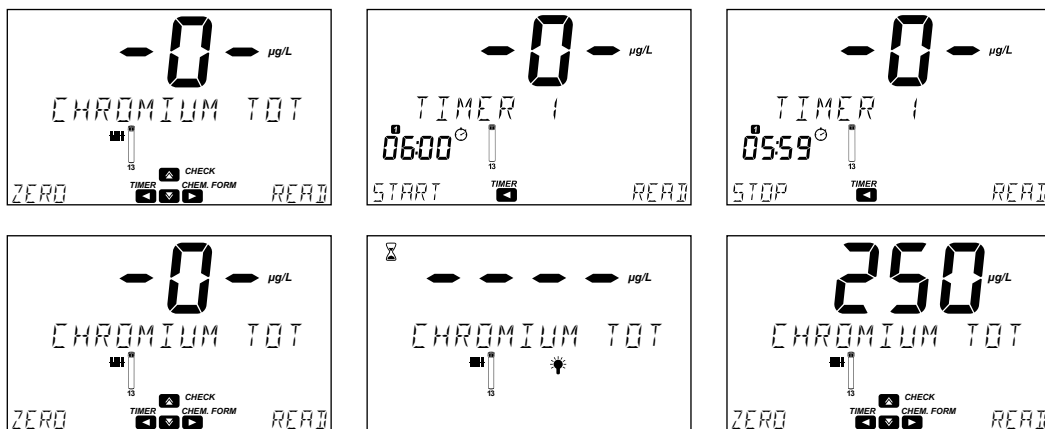 -0- µg/L
CHROMIUM TOT
13
CHECK
TIMER CHEM. FORM
ZERO READ
-0- µg/L
TIMER 1
1
06:00
13
TIMER
START READ
-0- µg/L
TIMER 1
1
05:59
13
TIMER
STOP READ
-0- µg/L
CHROMIUM TOT
13
CHECK
TIMER CHEM. FORM
ZERO READ
---- µg/L
CHROMIUM TOT
13
250 µg/L
CHROMIUM TOT
13
CHECK
TIMER CHEM. FORM
ZERO READ